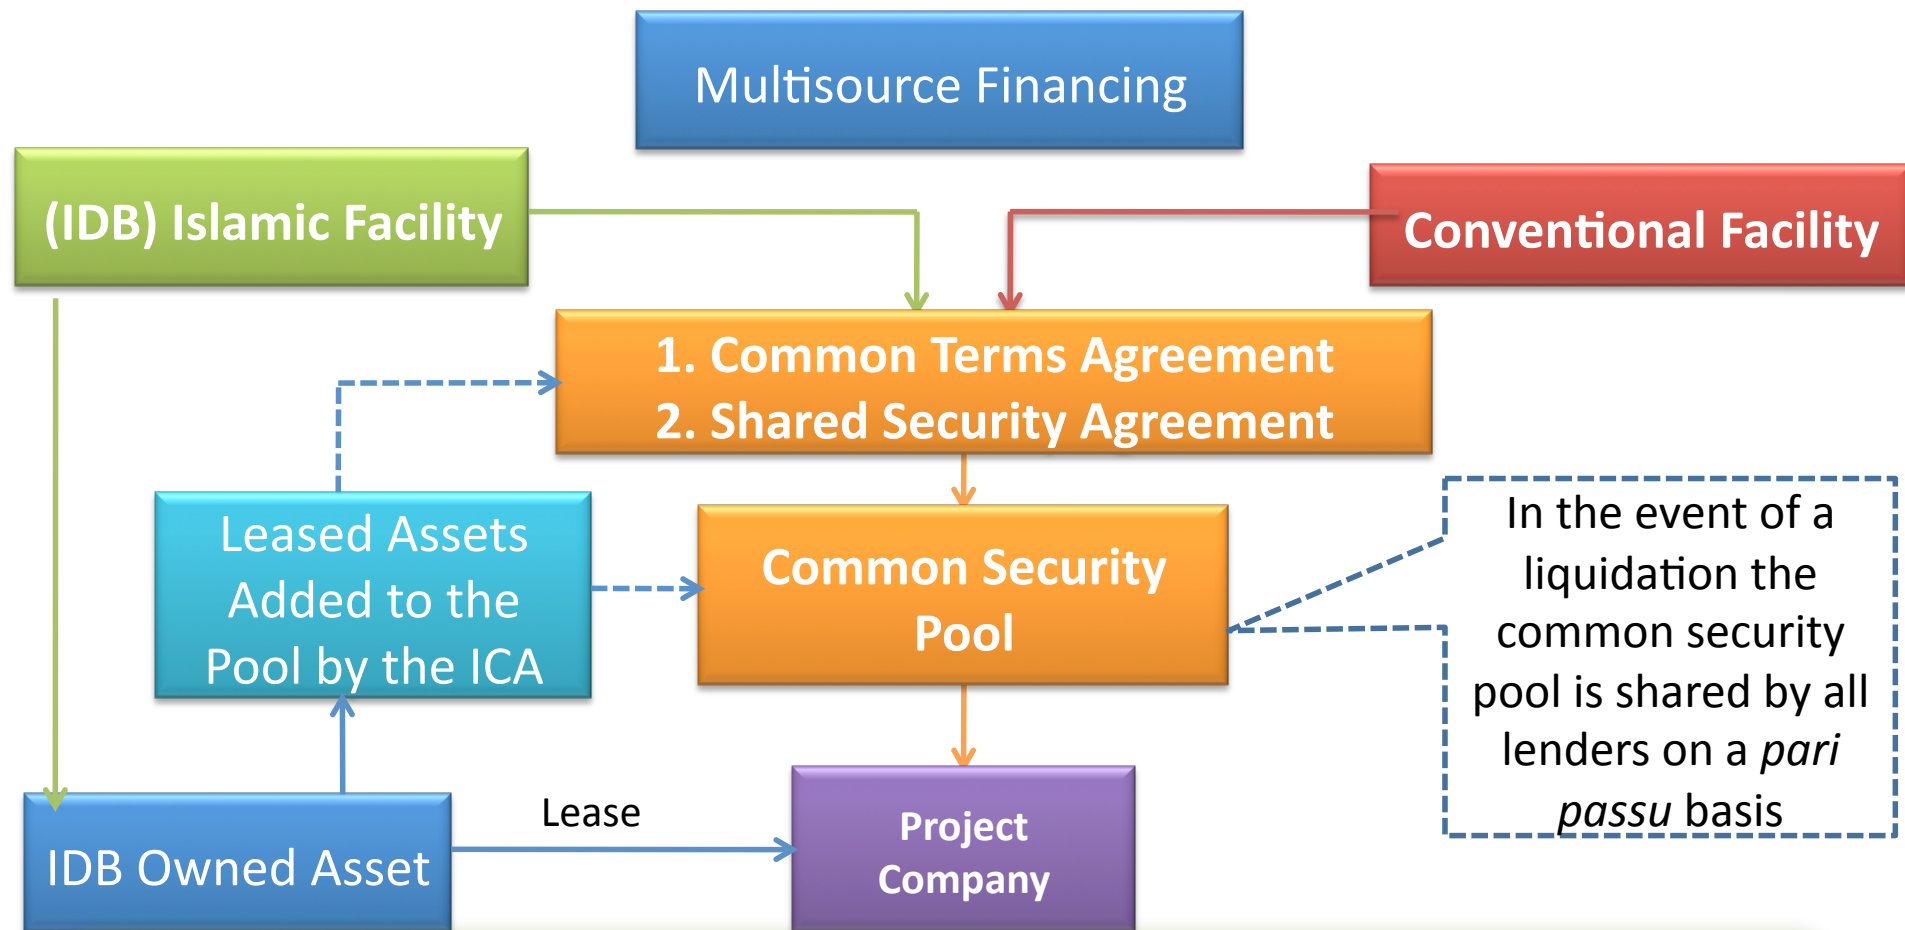 Multisource Financing
(IDB) Islamic Facility
Conventional Facility
1. Common Terms Agreement
2. Shared Security Agreement
Leased Assets
Added to the
Pool by the ICA
Common Security
Pool
In the event of a
liquidation the
common security
pool is shared by all
lenders on a pari
passu basis
IDB Owned Asset
Lease
Project
Company